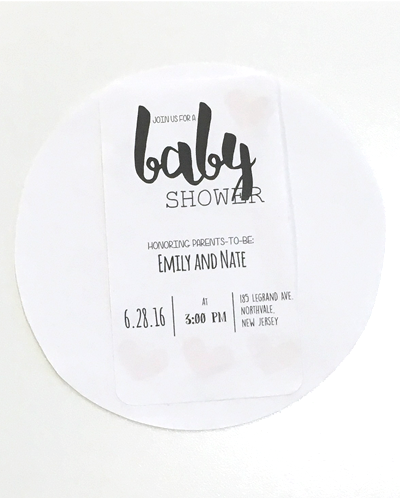 JOIN US FOR A
baby
SHOWER
HONORING PARENTS-TO-BE:
EMILY AND NATE
6.28.16
AT
3:00 PM
185 LEGRAND AVE.
NORTHVALE,
NEW JERSEY